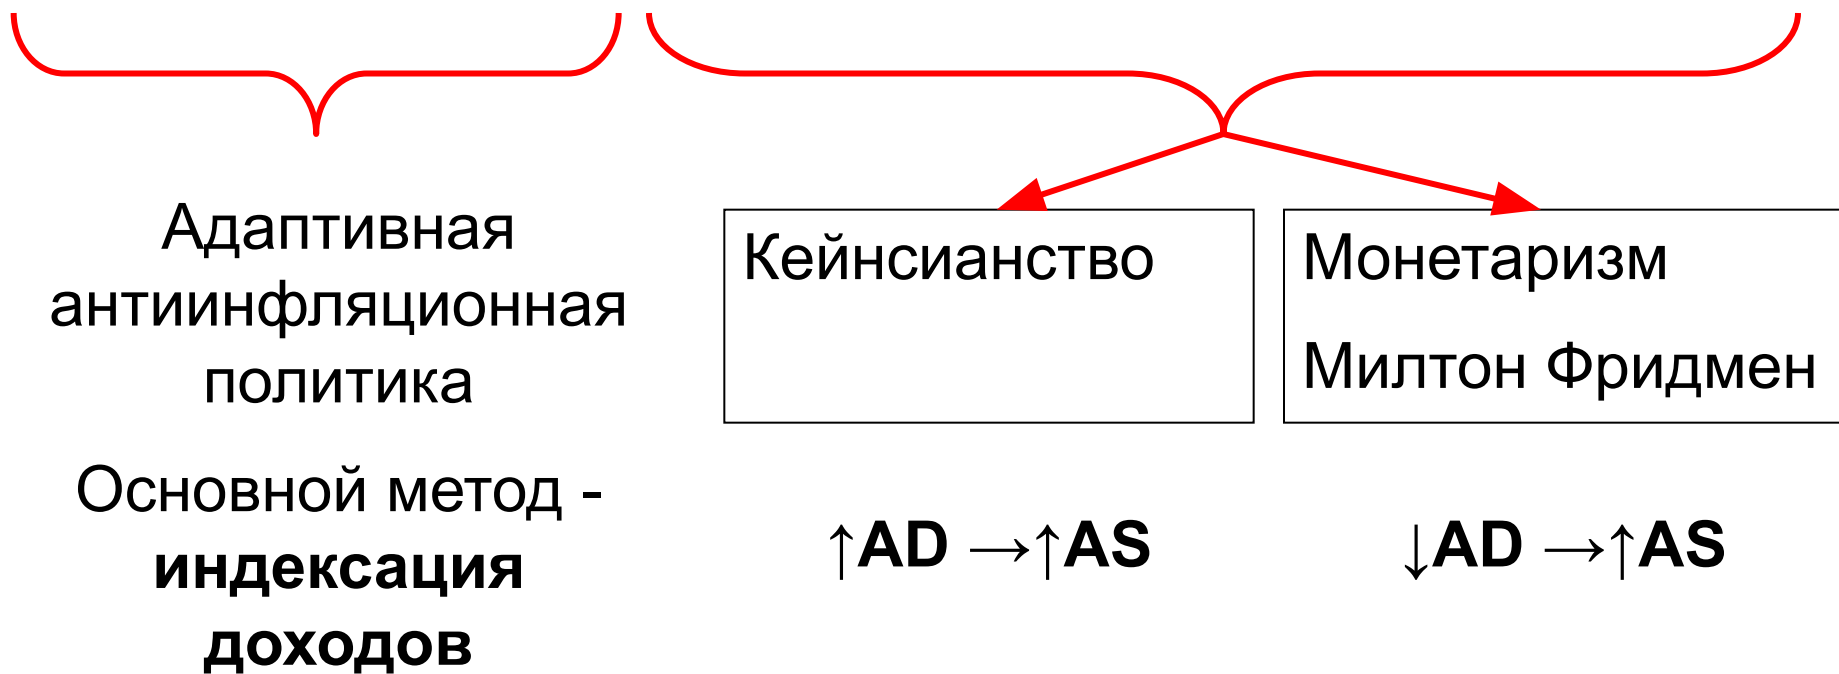 Адаптивная
антиинфляционная
политика
Основной метод -
индексация
доходов
Кейнсианство
↑AD →↑AS
Монетаризм
Милтон Фридмен
↓AD →↑AS